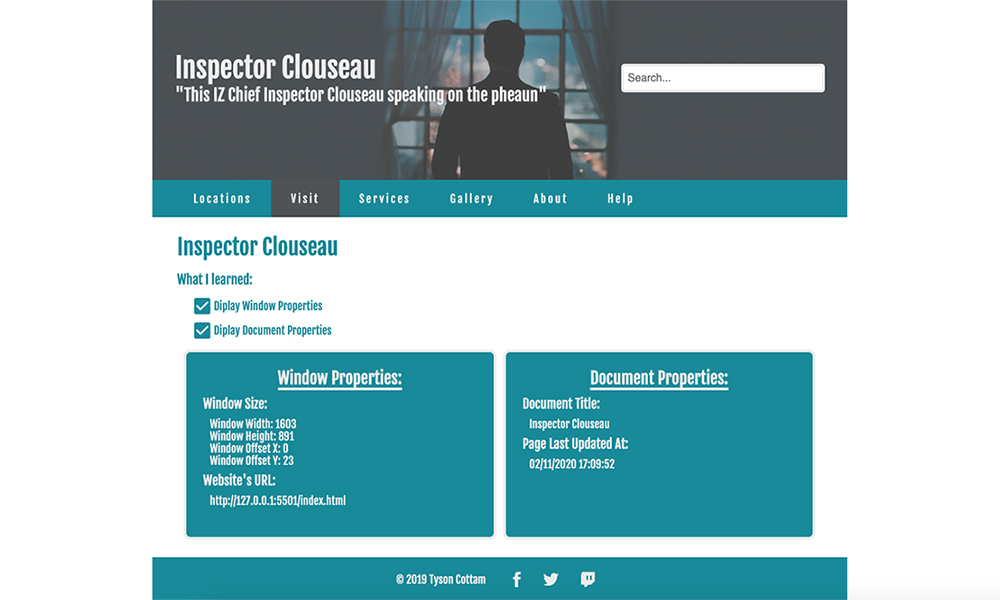 Inspector Clouseau
"This IZ Chief Inspector Clouseau speaking on the pheaun"
Search...
Locations Visit Services Gallery About Help
Inspector Clouseau
What I learned:
Diplay Window Properties
Diplay Document Properties
Window Properties:
Window Size:
Window Width: 1603
Window Height: 891
Window Offset X: 0
Window Offset Y: 23
Website's URL:
http://127.0.0.1:5501/index.html
Document Properties:
Document Title:
Inspector Clouseau
Page Last Updated At:
02/11/2020 17:09:52
© 2019 Tyson Cottam